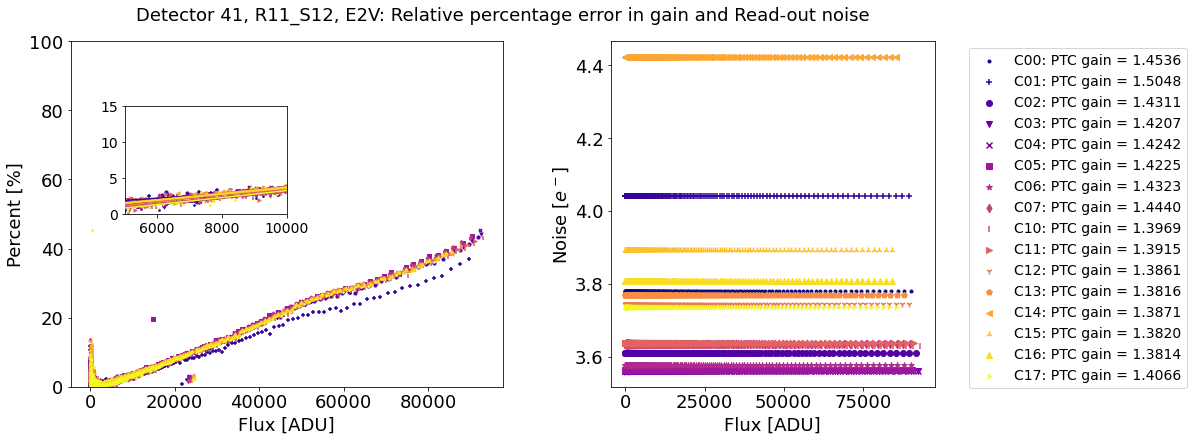 Detector 41, R11_S12, E2V: Relative percentage error in gain and Read-out noise
Percent [%]
100
80
60
40
20
0
15
10
5
0
6000 8000 10000
0 20000 40000 60000 80000
Flux [ADU]
Noise [e⁻]
4.4
4.2
4.0
3.8
3.6
0 25000 50000 75000
Flux [ADU]
C00: PTC gain = 1.4536
C01: PTC gain = 1.5048
C02: PTC gain = 1.4311
C03: PTC gain = 1.4207
C04: PTC gain = 1.4242
C05: PTC gain = 1.4225
C06: PTC gain = 1.4323
C07: PTC gain = 1.4440
C10: PTC gain = 1.3969
C11: PTC gain = 1.3915
C12: PTC gain = 1.3861
C13: PTC gain = 1.3816
C14: PTC gain = 1.3871
C15: PTC gain = 1.3820
C16: PTC gain = 1.3814
C17: PTC gain = 1.4066